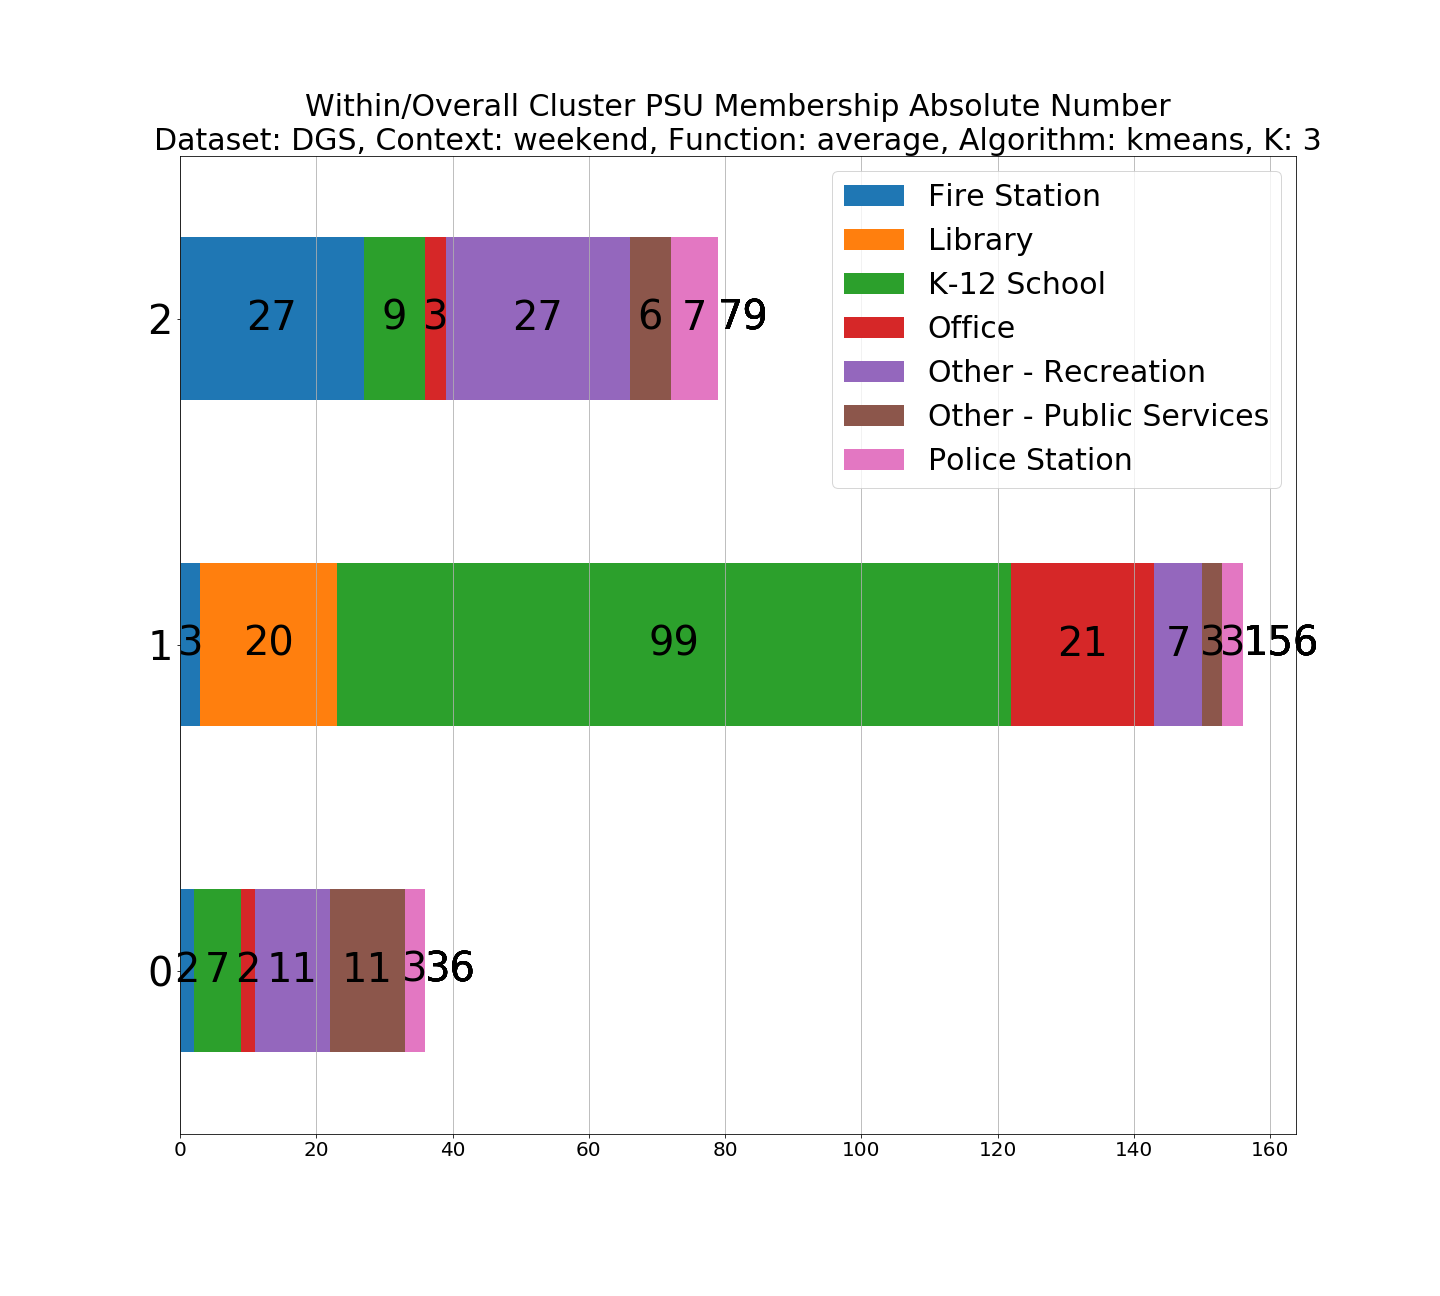 Within/Overall Cluster PSU Membership Absolute Number
Dataset: DGS, Context: weekend, Function: average, Algorithm: kmeans, K: 3
Fire Station
Library
K-12 School
Office
Other - Recreation
Other - Public Services
Police Station
2 27 9 3 27 6 7 79
1 3 20 99 21 7 3 3 156
0 2 7 2 11 11 3 36
0 20 40 60 80 100 120 140 160